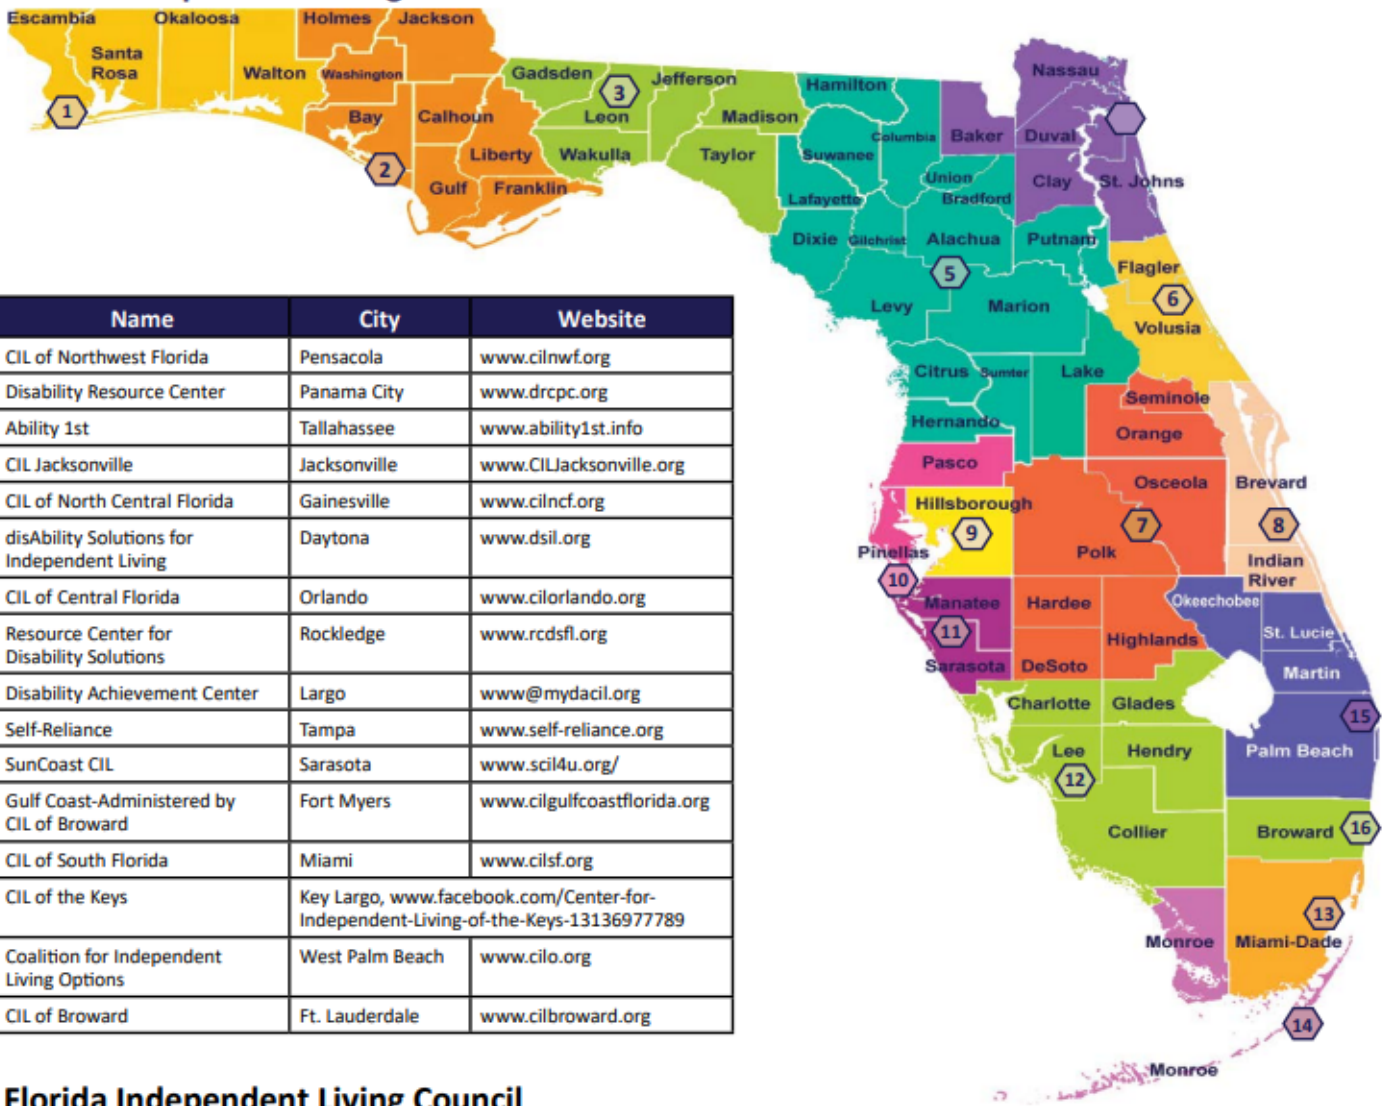 Escambia
Okaloosa
Holmes
Jackson
Santa
Rosa
Walton
Washington
Gadsden
Jefferson
Hamilton
Nassau
1
Bay
Calhoun
3
Leon
Madison
Columbia
Baker
Duval
2
Liberty
Wakulla
Taylor
Suwanee
Union
Clay
St. Johns
Gulf
Franklin
Lafayette
Bradford
Dixie
Gilchrist
Alachua
Putnam
5
Flagler
6
Levy
Marion
Volusia
Citrus
Sumter
Lake
Seminole
Hernando
Orange
Pasco
Osceola
Brevard
Hillsborough
9
7
8
Pinellas
Polk
Indian
River
10
Manatee
Hardee
Okeechobee
11
Highlands
St. Lucie
Sarasota
DeSoto
Martin
Charlotte
Glades
15
Lee
Hendry
Palm Beach
12
Collier
Broward
16
13
Monroe
Miami-Dade
14
Monroe
Name City Website
CIL of Northwest Florida Pensacola www.cilnwf.org
Disability Resource Center Panama City www.drcpc.org
Ability 1st Tallahassee www.ability1st.info
CIL Jacksonville Jacksonville www.CILJacksonville.org
CIL of North Central Florida Gainesville www.cilncf.org
disAbility Solutions for Daytona www.dsil.org
Independent Living
CIL of Central Florida Orlando www.cilorlando.org
Resource Center for Rockledge www.rcdsfl.org
Disability Solutions
Disability Achievement Center Largo www@mydacil.org
Self-Reliance Tampa www.self-reliance.org
SunCoast CIL Sarasota www.scil4u.org/
Gulf Coast-Administered by Fort Myers www.cilgulfcoastflorida.org
CIL of Broward
CIL of South Florida Miami www.cilsf.org
CIL of the Keys Key Largo, www.facebook.com/Center-for-
Independent-Living-of-the-Keys-13136977789
Coalition for Independent West Palm Beach www.cilo.org
Living Options
CIL of Broward Ft. Lauderdale www.cilbroward.org
Florida Independent Living Council